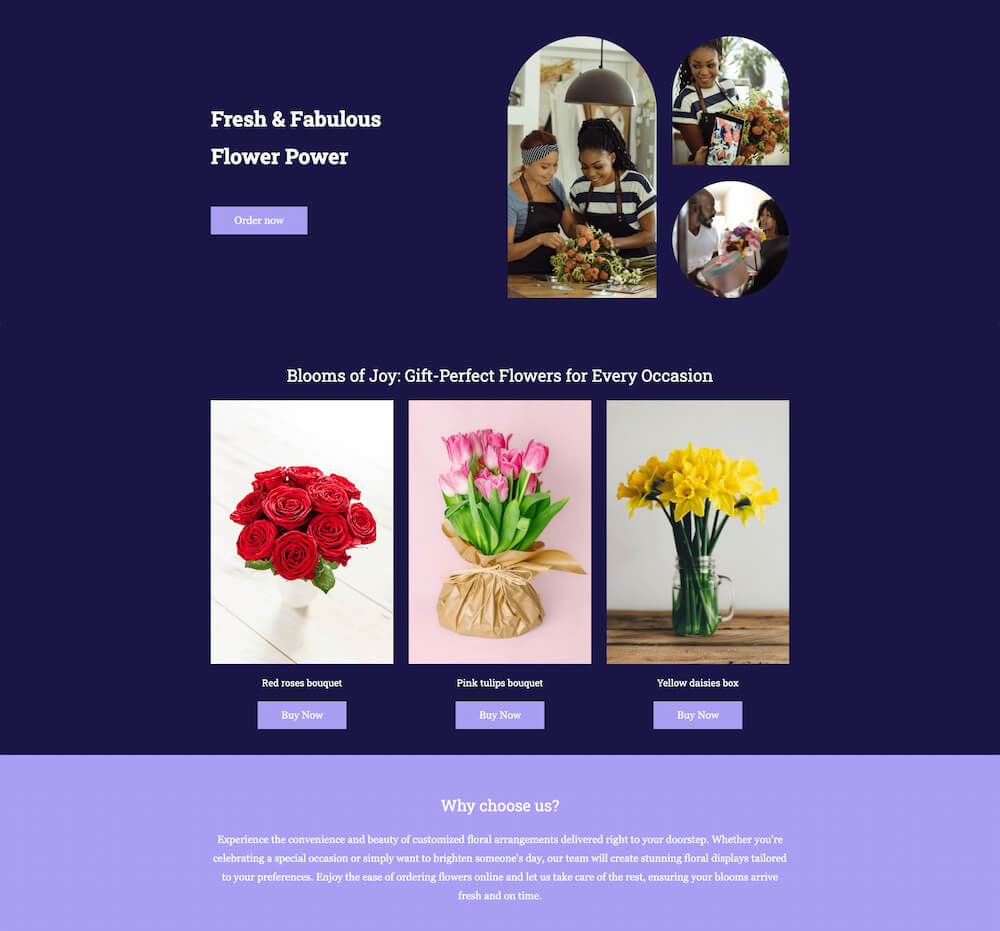 Fresh & Fabulous
Flower Power
Order now
Blooms of Joy: Gift-Perfect Flowers for Every Occasion
Red roses bouquet
Pink tulips bouquet
Yellow daisies box
Buy Now
Buy Now
Buy Now
Why choose us?
Experience the convenience and beauty of customized floral arrangements delivered right to your doorstep. Whether you're
celebrating a special occasion or simply want to brighten someone's day, our team will create stunning floral displays tailored
to your preferences. Enjoy the ease of ordering flowers online and let us take care of the rest, ensuring your blooms arrive
fresh and on time.